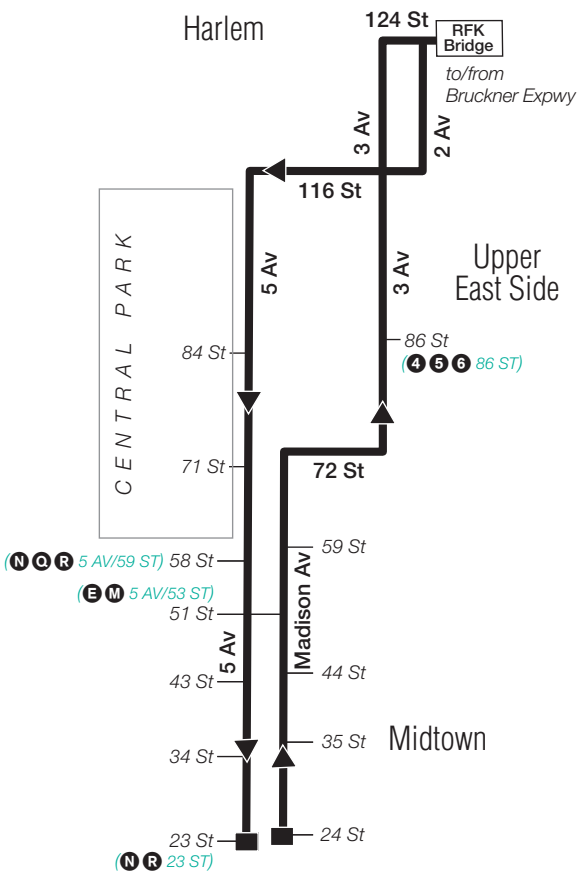 124 St
Harlem
RFK
Bridge
to/from
Bruckner Expwy
3 Av
2 Av
116 St
CENTRAL PARK
5 Av
3 Av
Upper
East Side
84 St
86 St
(4 5 6 86 ST)
71 St
72 St
(N Q R 5 AV/59 ST) 58 St
59 St
(E M 5 AV/53 ST)
51 St
Madison Av
5 Av
43 St
44 St
34 St
35 St
Midtown
23 St
24 St
(N R 23 ST)